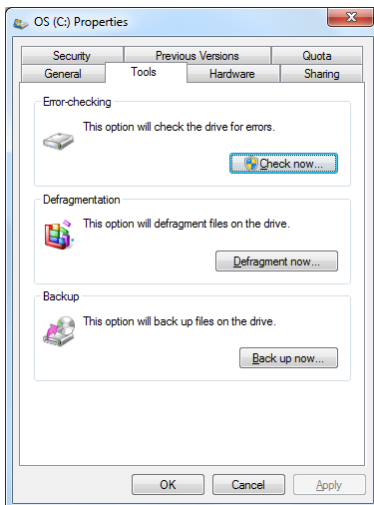 OS (C:) Properties
Security Previous Versions Quota
General Tools Hardware Sharing
Error-checking
This option will check the drive for errors.
Check now...
Defragmentation
This option will defragment files on the drive.
Defragment now...
Backup
This option will back up files on the drive.
Back up now...
OK Cancel Apply